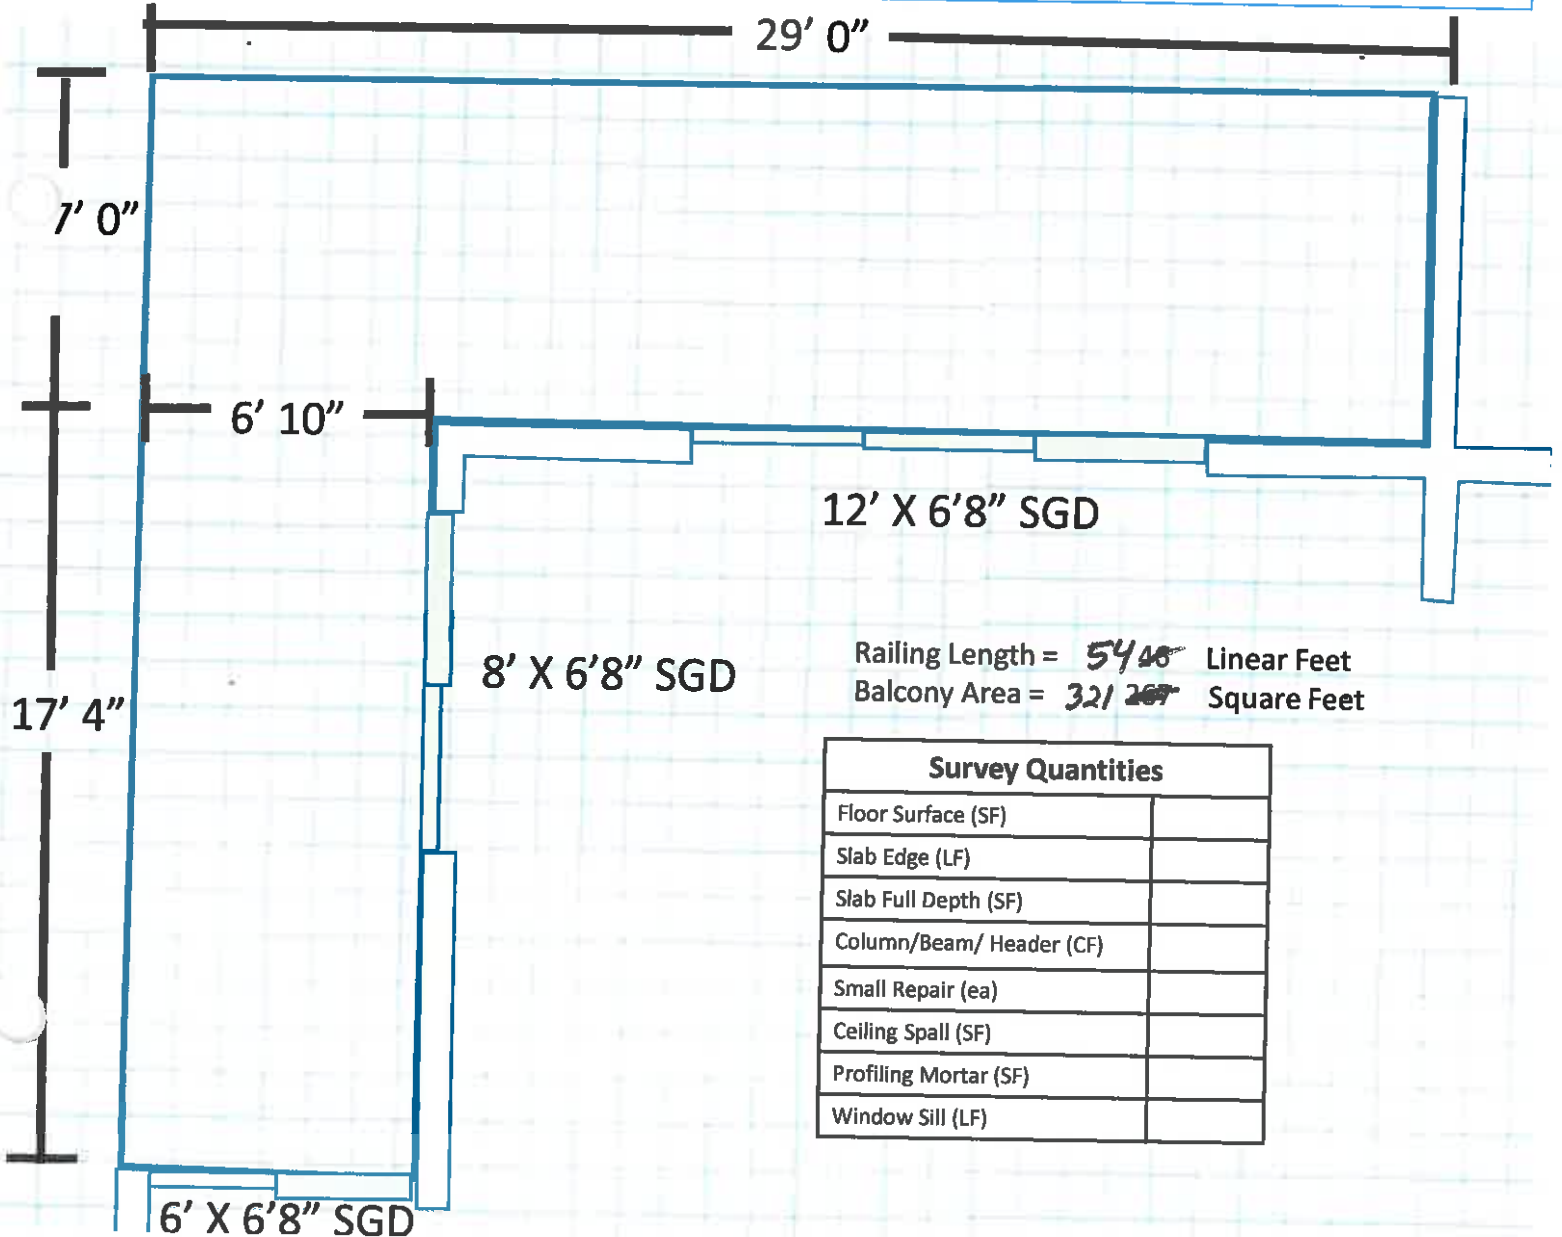 29’ 0”
7’ 0”
6’ 10”
12’ X 6’8” SGD
8’ X 6’8” SGD
17’ 4”
Railing Length = 54 48 Linear Feet
Balcony Area = 321 267 Square Feet
Survey Quantities
Floor Surface (SF)
Slab Edge (LF)
Slab Full Depth (SF)
Column/Beam/ Header (CF)
Small Repair (ea)
Ceiling Spall (SF)
Profiling Mortar (SF)
Window Sill (LF)
6’ X 6’8” SGD